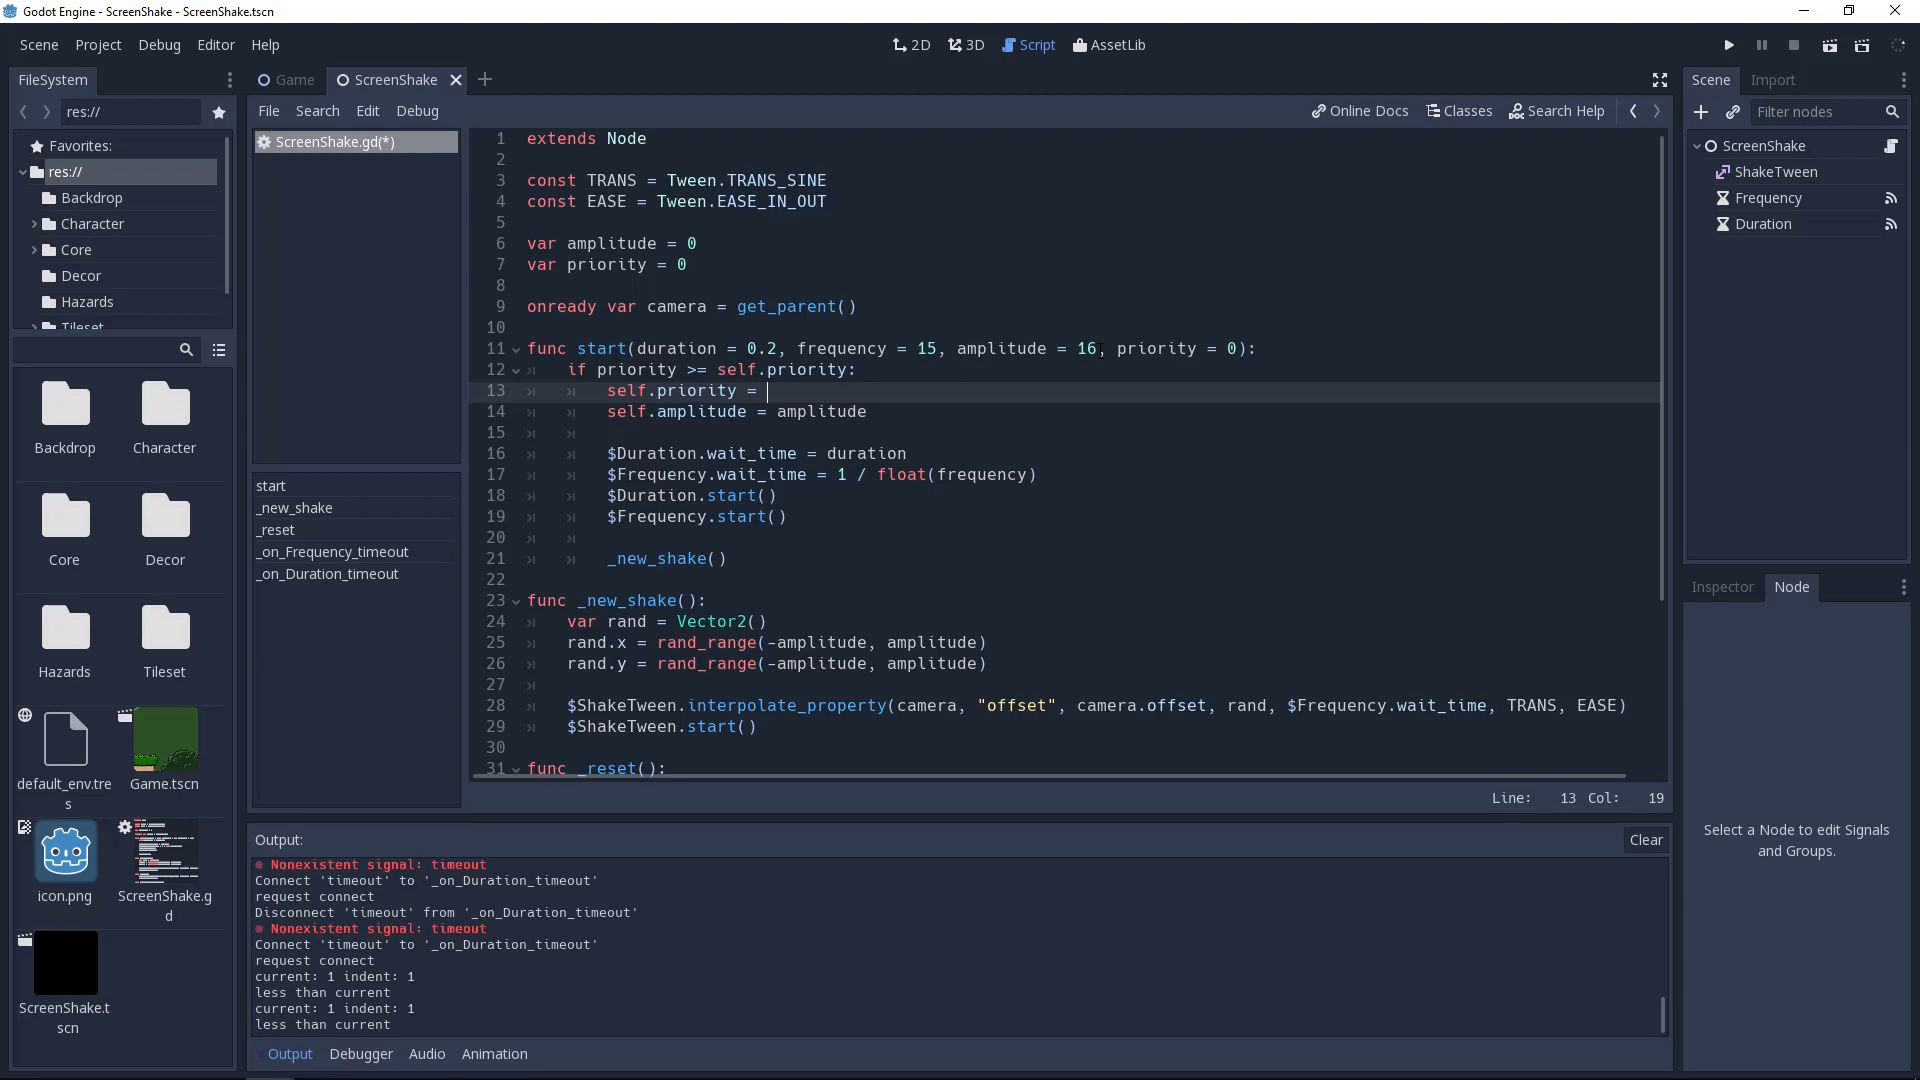 Godot Engine - ScreenShake - ScreenShake.tscn
Scene Project Debug Editor Help
2D 3D Script AssetLib
FileSystem
res://
Favorites:
res://
Backdrop
Character
Core
Decor
Hazards
Tileset
Backdrop Character
Core Decor
Hazards Tileset
default_env.tre
s
Game.tscn
icon.png
ScreenShake.g
d
ScreenShake.t
scn
Game ScreenShake
File Search Edit Debug
Online Docs Classes Search Help
ScreenShake.gd(*)
start
_new_shake
_reset
_on_Frequency_timeout
_on_Duration_timeout
1 extends Node
2
3 const TRANS = Tween.TRANS_SINE
4 const EASE = Tween.EASE_IN_OUT
5
6 var amplitude = 0
7 var priority = 0
8
9 onready var camera = get_parent()
10
11 func start(duration = 0.2, frequency = 15, amplitude = 16, priority = 0):
12 if priority >= self.priority:
13 self.priority =
14 self.amplitude = amplitude
15
16 $Duration.wait_time = duration
17 $Frequency.wait_time = 1 / float(frequency)
18 $Duration.start()
19 $Frequency.start()
20
21 _new_shake()
22
23 func _new_shake():
24 var rand = Vector2()
25 rand.x = rand_range(-amplitude, amplitude)
26 rand.y = rand_range(-amplitude, amplitude)
27
28 $ShakeTween.interpolate_property(camera, "offset", camera.offset, rand, $Frequency.wait_time, TRANS, EASE)
29 $ShakeTween.start()
30
31 func _reset():
Line: 13 Col: 19
Output:
Clear
Nonexistent signal: timeout
Connect 'timeout' to '_on_Duration_timeout'
request connect
Disconnect 'timeout' from '_on_Duration_timeout'
Nonexistent signal: timeout
Connect 'timeout' to '_on_Duration_timeout'
request connect
current: 1 indent: 1
less than current
current: 1 indent: 1
less than current
Output Debugger Audio Animation
Scene Import
Filter nodes
ScreenShake
ShakeTween
Frequency
Duration
Inspector Node
Select a Node to edit Signals
and Groups.